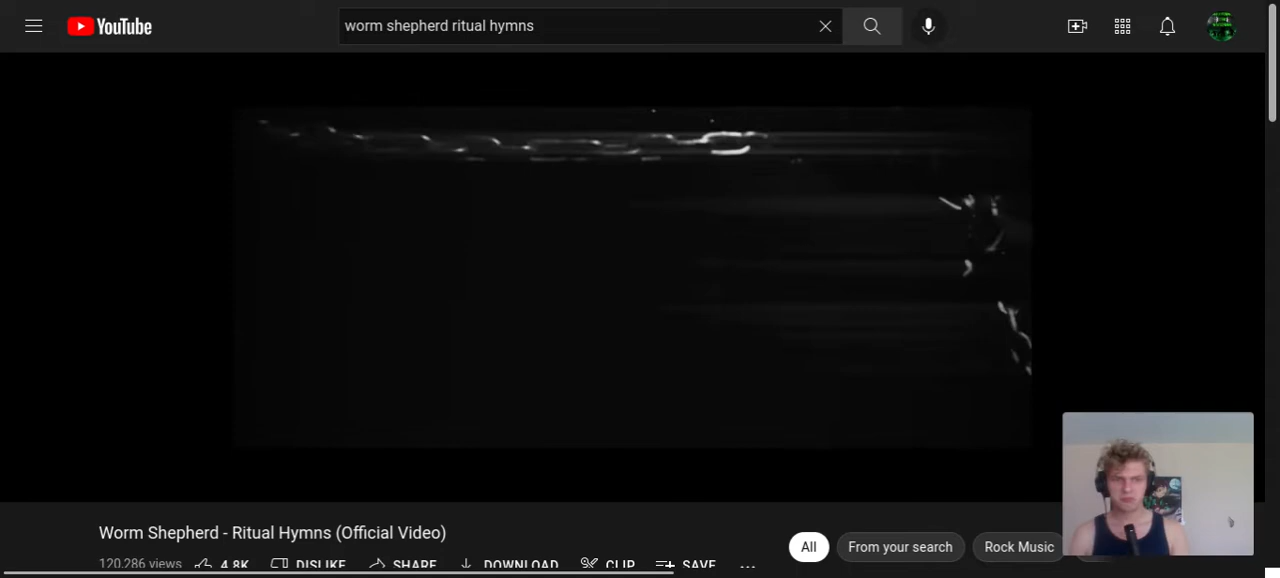 YouTube
worm shepherd ritual hymns
Worm Shepherd - Ritual Hymns (Official Video)
120,286 views 4.8K DISLIKE SHARE DOWNLOAD CLIP SAVE ...
All From your search Rock Music